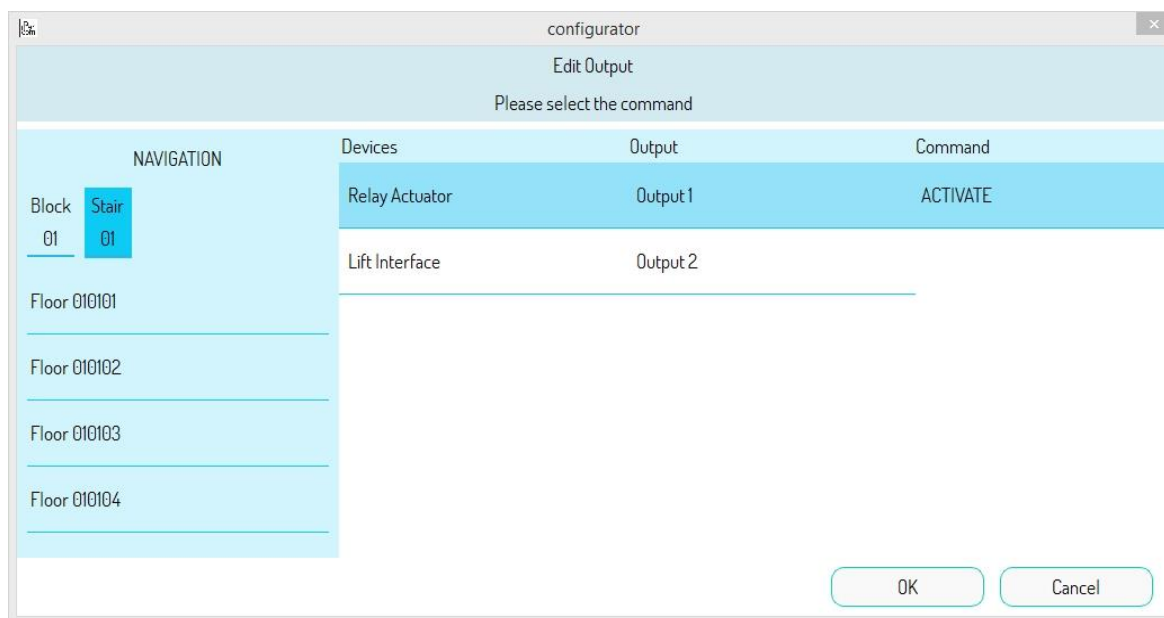 configurator
Edit Output
Please select the command
NAVIGATION
Block Stair
01 01
Floor 010101
Floor 010102
Floor 010103
Floor 010104
Devices Output Command
Relay Actuator Output 1 ACTIVATE
Lift Interface Output 2
OK Cancel